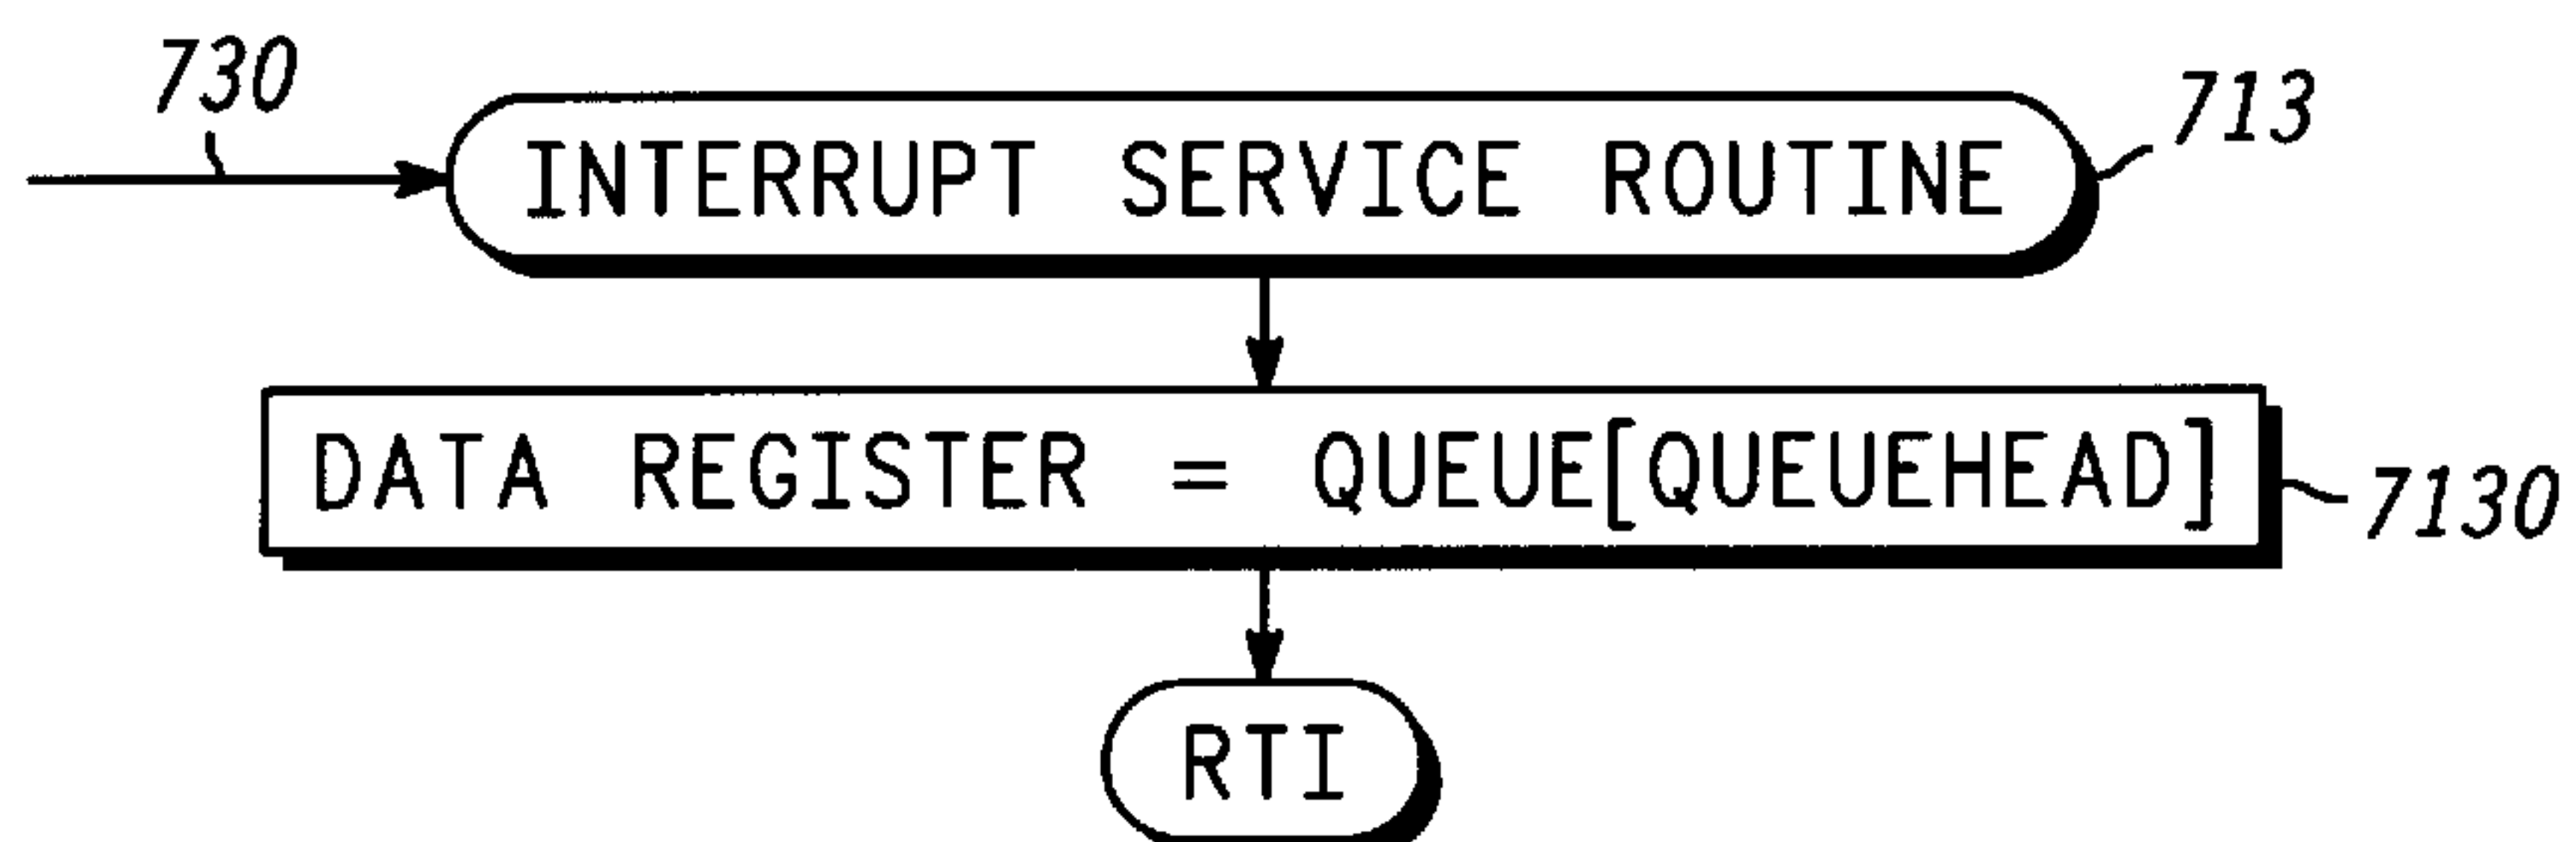 730
INTERRUPT SERVICE ROUTINE
713
DATA REGISTER = QUEUE[QUEUEHEAD]
7130
RTI